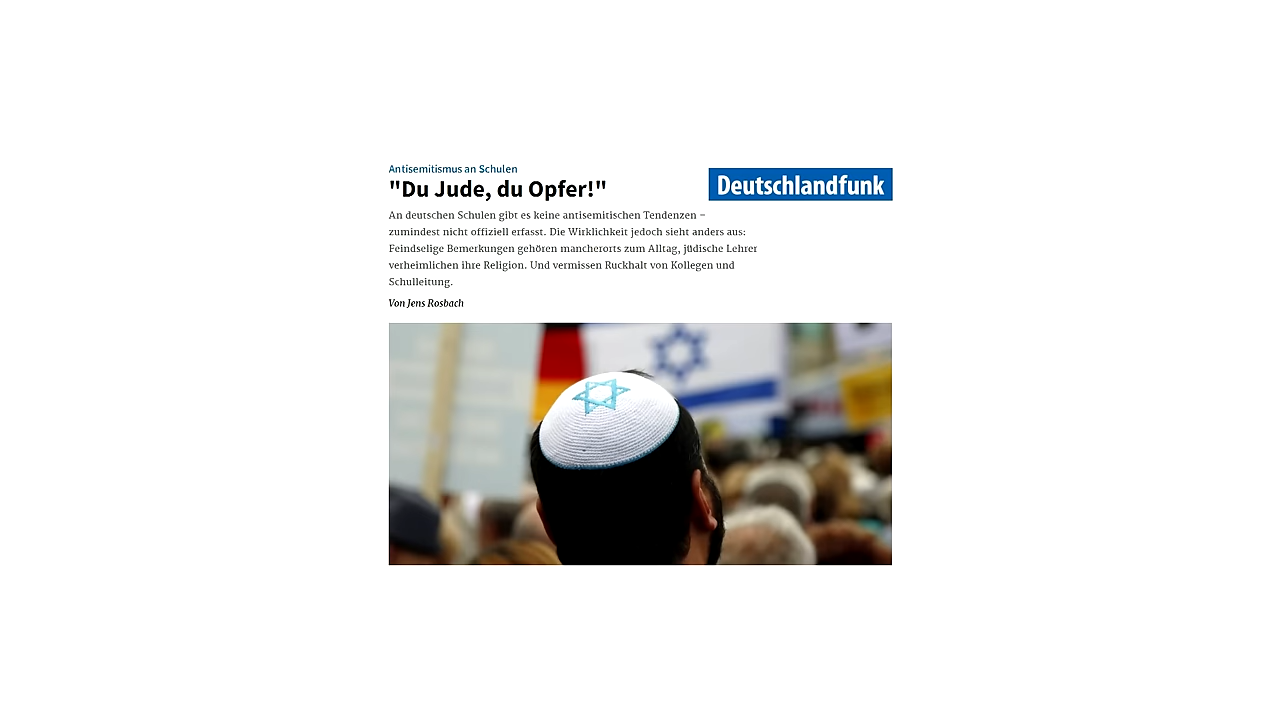 Antisemitismus an Schulen
"Du Jude, du Opfer!"
Deutschlandfunk
An deutschen Schulen gibt es keine antisemitischen Tendenzen –
zumindest nicht offiziell erfasst. Die Wirklichkeit jedoch sieht anders aus:
Feindselige Bemerkungen gehören mancherorts zum Alltag, jüdische Lehrer
verheimlichen ihre Religion. Und vermissen Ruckhalt von Kollegen und
Schulleitung.
Von Jens Rosbach